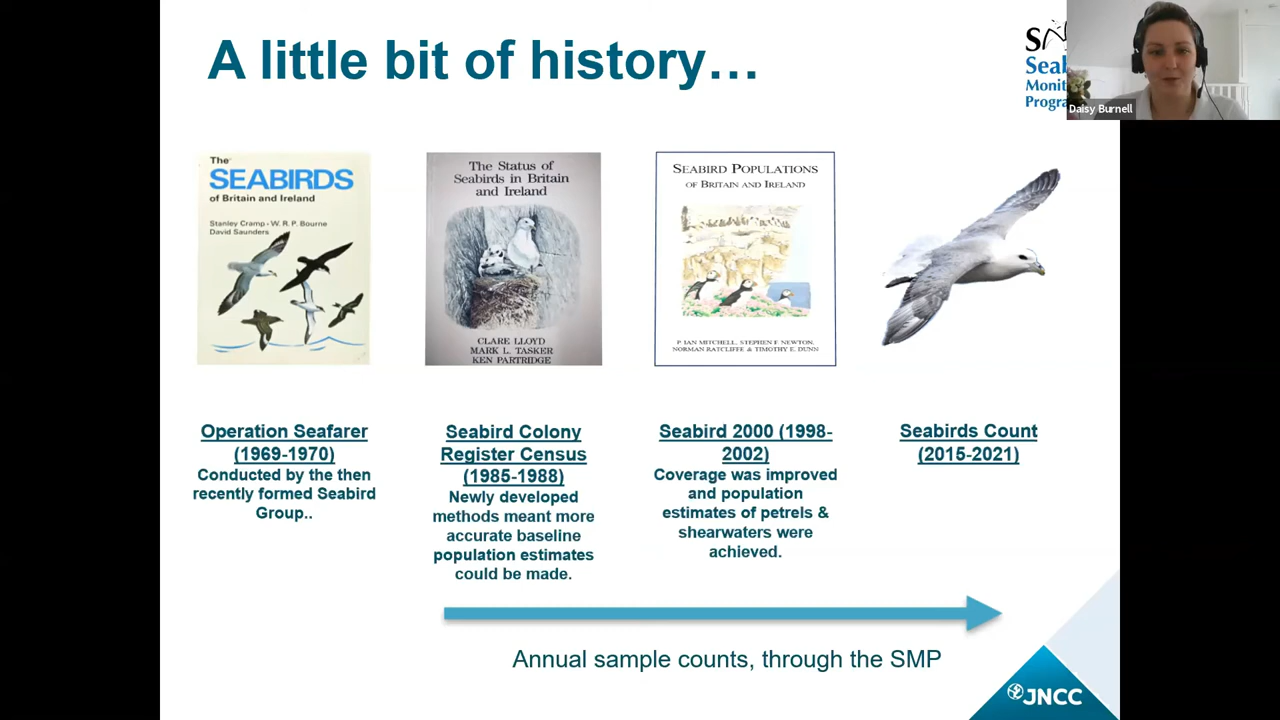 A little bit of history…
Seab
Monit
Progra
Daisy Burnell
The
SEABIRDS
of Britain and Ireland
Stanley Cramp • W. R. P. Bourne
David Saunders
The Status of
Seabirds in Britain
and Ireland
CLARE LLOYD
MARK L. TASKER
KEN PARTRIDGE
SEABIRD POPULATIONS
OF BRITAIN AND IRELAND
P. IAN MITCHELL, STEPHEN F. NEWTON,
NORMAN RATCLIFFE & TIMOTHY E. DUNN
Operation Seafarer
(1969-1970)
Conducted by the then
recently formed Seabird
Group..
Seabird Colony
Register Census
(1985-1988)
Newly developed
methods meant more
accurate baseline
population estimates
could be made.
Seabird 2000 (1998-
2002)
Coverage was improved
and population
estimates of petrels &
shearwaters were
achieved.
Seabirds Count
(2015-2021)
Annual sample counts, through the SMP
JNCC